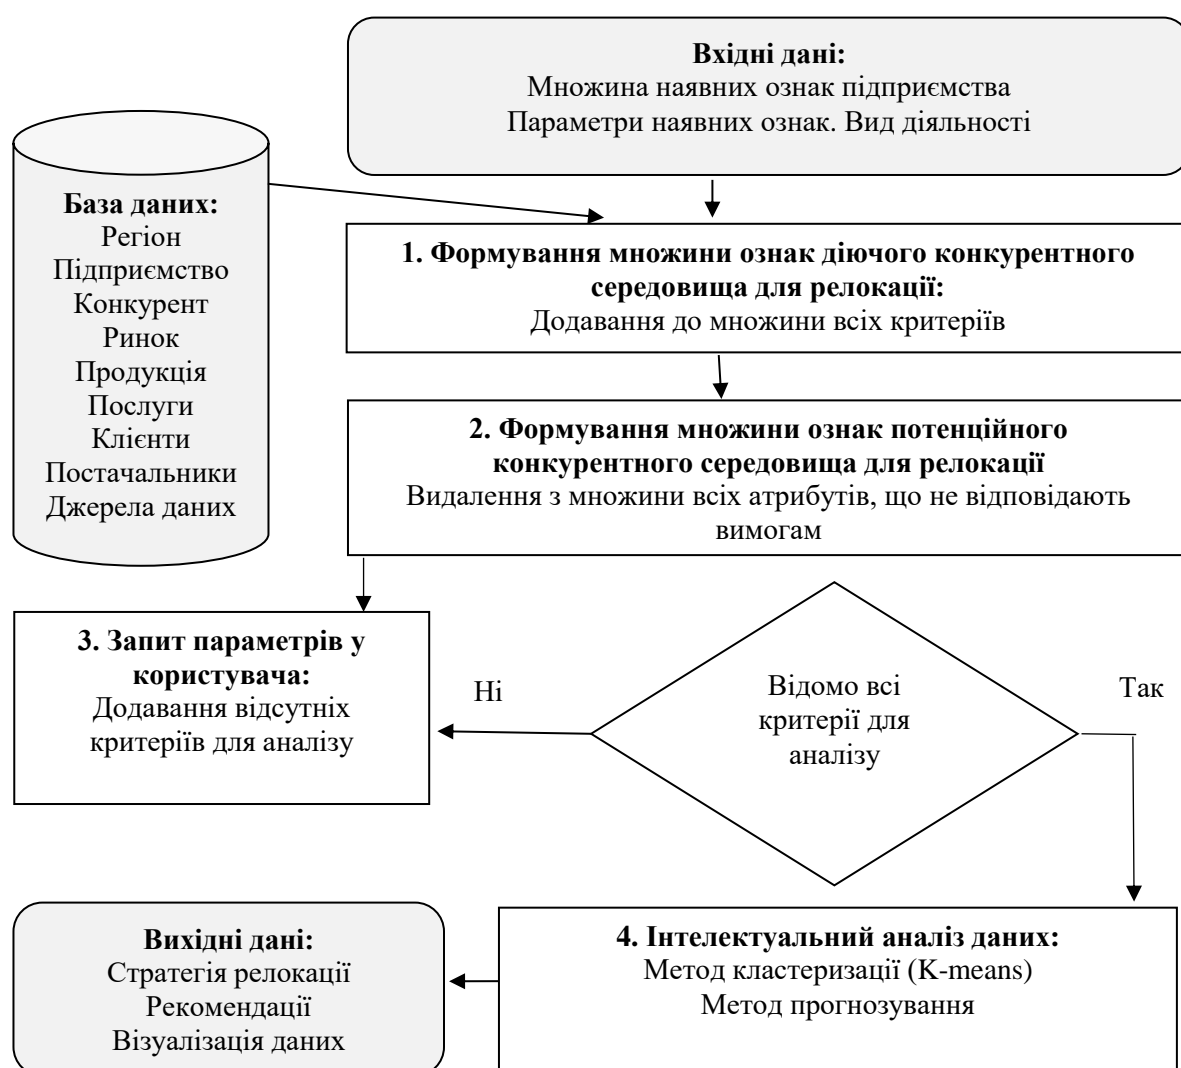 Вхідні дані:
Множина наявних ознак підприємства
Параметри наявних ознак. Вид діяльності
База даних:
Регіон
Підприємство
Конкурент
Ринок
Продукція
Послуги
Клієнти
Постачальники
Джерела даних
1. Формування множини ознак діючого конкурентного
середовища для релокації:
Додавання до множини всіх критеріїв
2. Формування множини ознак потенційного
конкурентного середовища для релокації
Видалення з множини всіх атрибутів, що не відповідають
вимогам
3. Запит параметрів у
користувача:
Додавання відсутніх
критеріїв для аналізу
Ні
Відомо всі
критерії для
аналізу
Так
4. Інтелектуальний аналіз даних:
Метод кластеризації (K-means)
Метод прогнозування
Вихідні дані:
Стратегія релокації
Рекомендації
Візуалізація даних